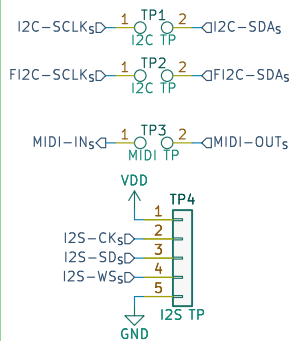 TP1
I2C-SCLKs 1 2 I2C-SDAs
I2C TP
TP2
FI2C-SCLKs 1 2 FI2C-SDAs
I2C TP
TP3
MIDI-INs 1 2 MIDI-OUTs
MIDI TP
VDD
TP4
1
I2S-CKs 2
I2S-SDs 3
I2S-WSs 4
5
I2S TP
GND